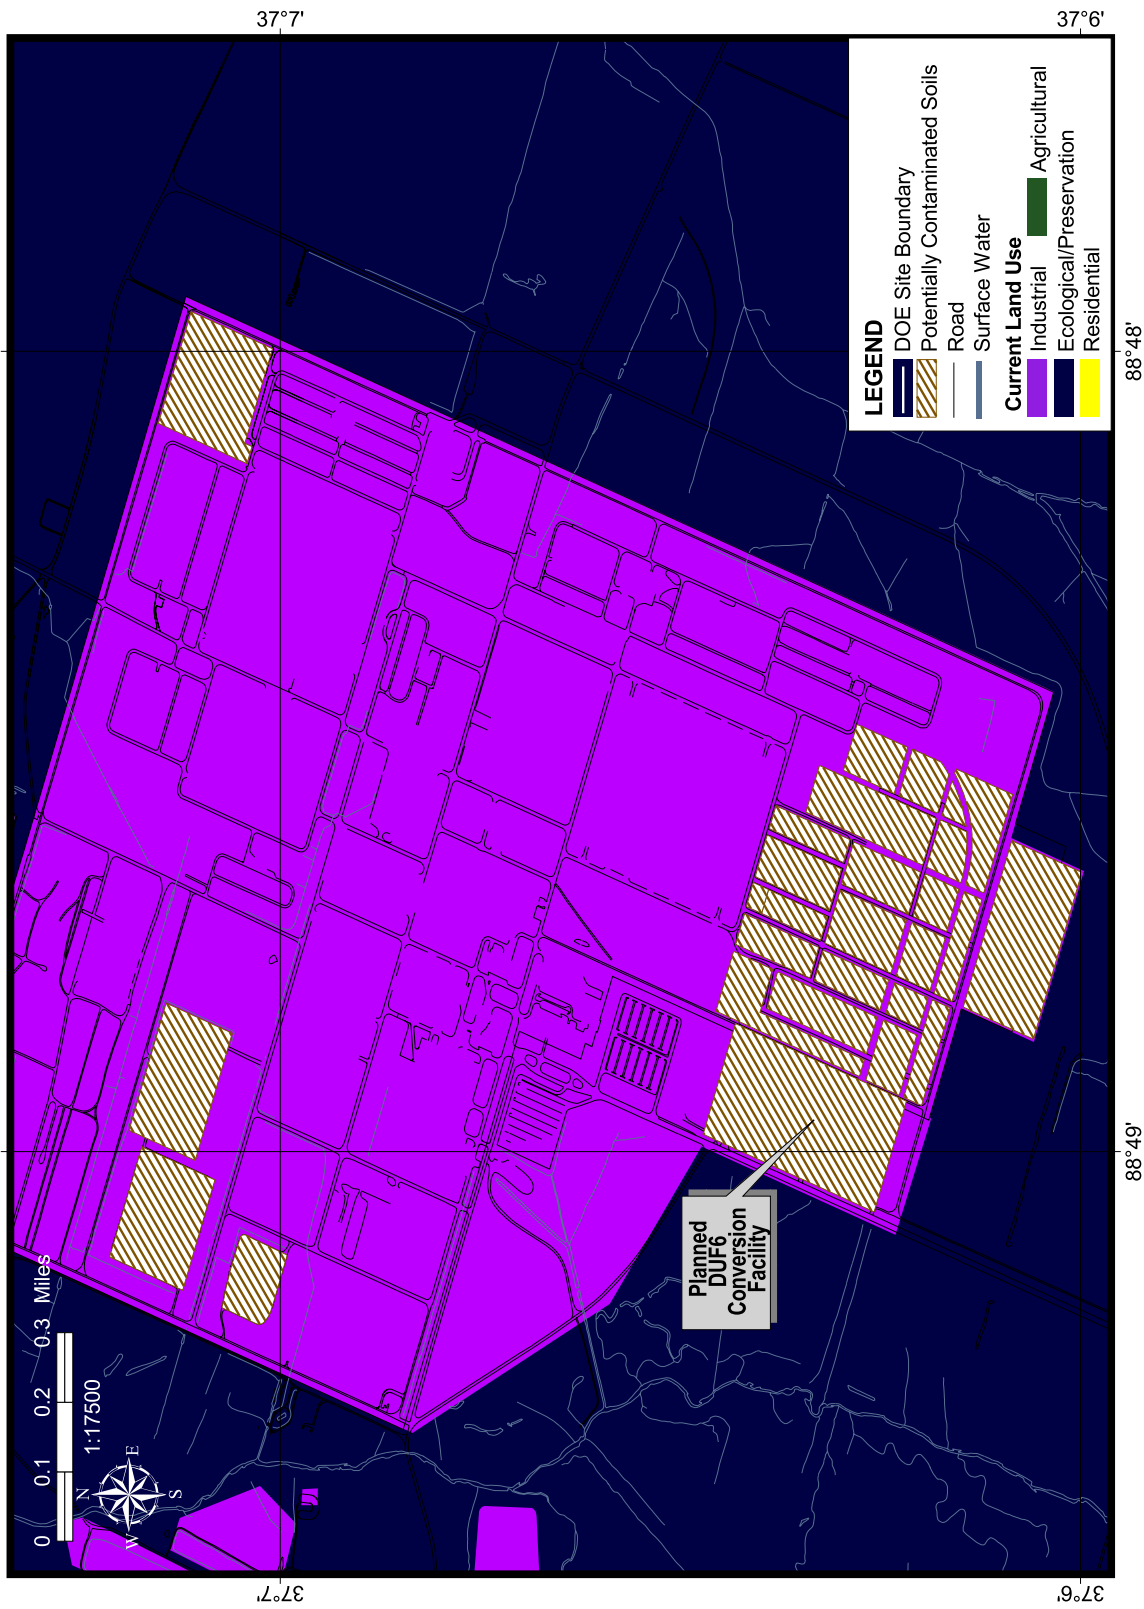 37°7'
37°6'
88°48'
88°49'
37°7'
37°6'
LEGEND
DOE Site Boundary
Potentially Contaminated Soils
Road
Surface Water
Current Land Use
Industrial
Agricultural
Ecological/Preservation
Residential
Planned
DUF6
Conversion
Facility
0 0.1 0.2 0.3 Miles
1:17500
N
E
S
W